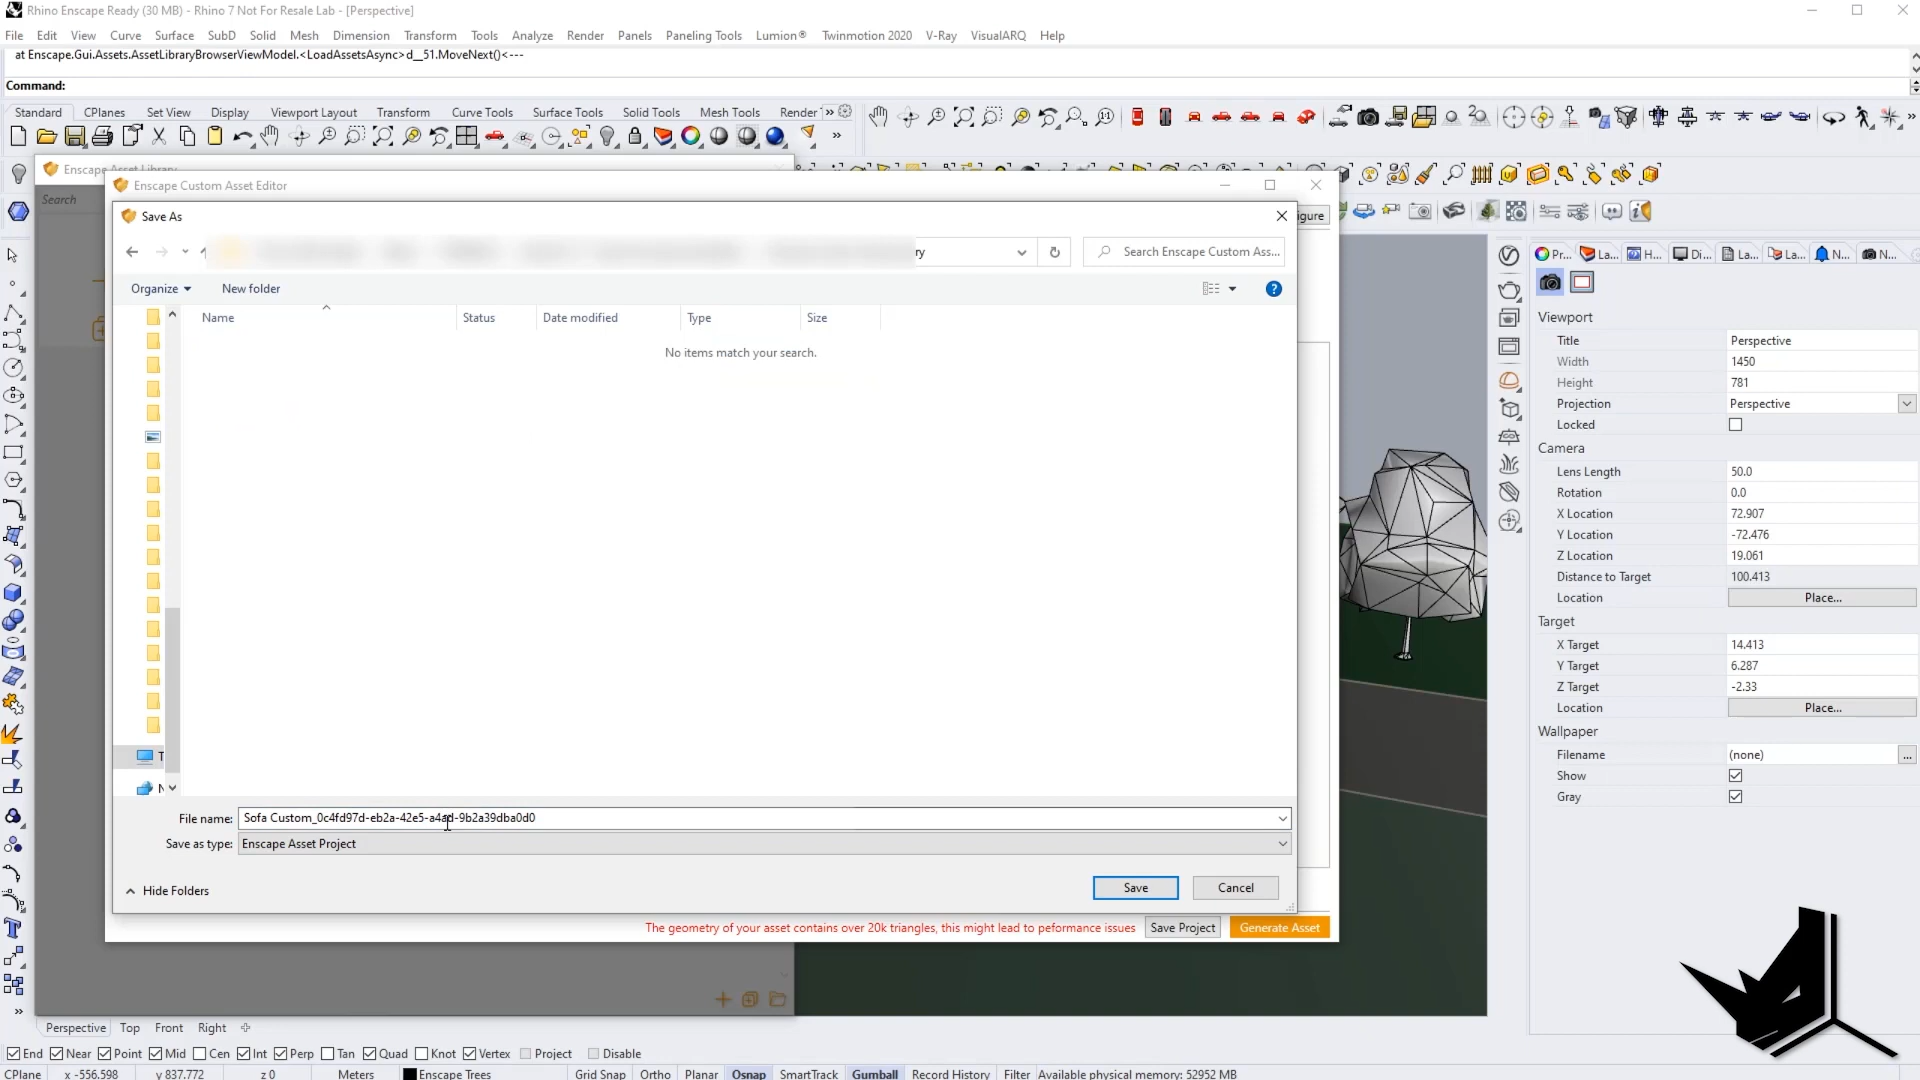 Rhino Enscape Ready (30 MB) - Rhino 7 Not For Resale Lab - [Perspective]
File Edit View Curve Surface SubD Solid Mesh Dimension Transform Tools Analyze Render Panels Paneling Tools Lumion® Twinmotion 2020 V-Ray VisualARQ Help
at Enscape.Gui.Assets.AssetLibraryBrowserViewModel.<LoadAssetsAsync>d__51.MoveNext()<---
Command:
Standard CPlanes Set View Display Viewport Layout Transform Curve Tools Surface Tools Solid Tools Mesh Tools Render
Enscape Asset Library
Search
Enscape Custom Asset Editor
igure
Save As
ry
Search Enscape Custom Ass...
Organize New folder
Name Status Date modified Type Size
No items match your search.
T
N
File name: Sofa Custom_0c4fd97d-eb2a-42e5-a4ad-9b2a39dba0d0
Save as type: Enscape Asset Project
Hide Folders
Save Cancel
The geometry of your asset contains over 20k triangles, this might lead to peformance issues
Save Project Generate Asset
Pr... La... H... Di... La... La... N... N...
Viewport
Title Perspective
Width 1450
Height 781
Projection Perspective
Locked
Camera
Lens Length 50.0
Rotation 0.0
X Location 72.907
Y Location -72.476
Z Location 19.061
Distance to Target 100.413
Location Place...
Target
X Target 14.413
Y Target 6.287
Z Target -2.33
Location Place...
Wallpaper
Filename (none) ...
Show
Gray
Perspective Top Front Right
End Near Point Mid Cen Int Perp Tan Quad Knot Vertex Project Disable
CPlane x -556.598 y 837.772 z 0 Meters Enscape Trees Grid Snap Ortho Planar Osnap SmartTrack Gumball Record History Filter Available physical memory: 52952 MB